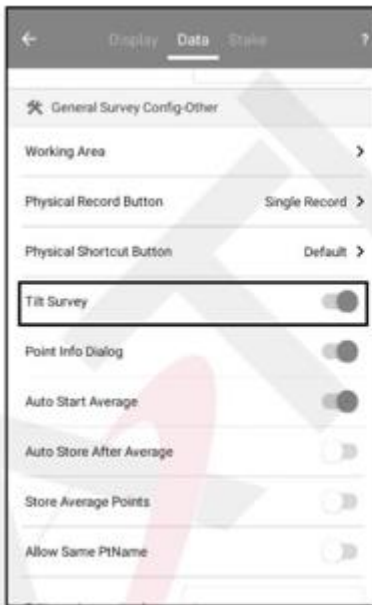 Display Data Stake ?
General Survey Config-Other
Working Area
Physical Record Button Single Record
Physical Shortcut Button Default
Tilt Survey
Point Info Dialog
Auto Start Average
Auto Store After Average
Store Average Points
Allow Same PtName